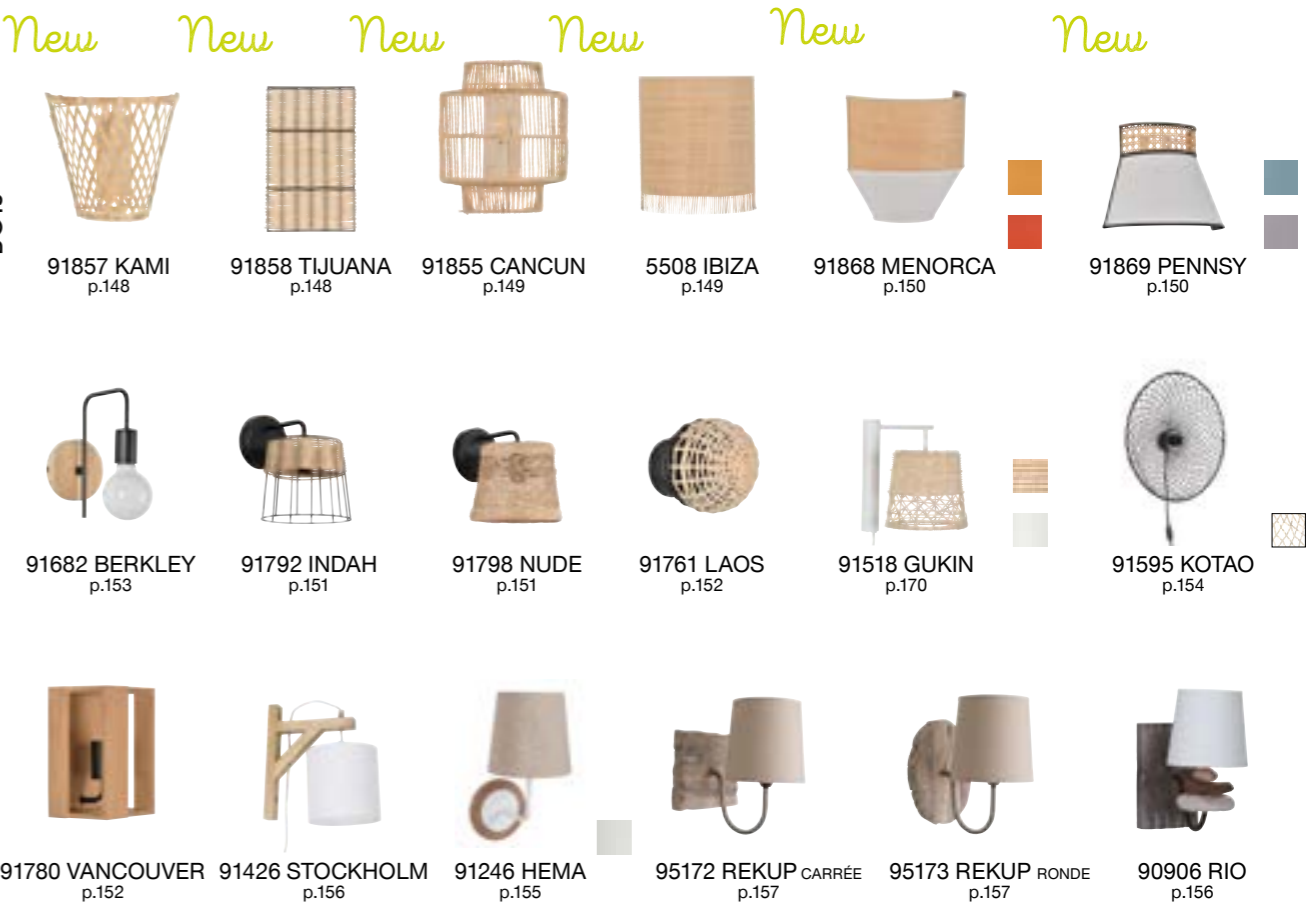 New New New New New New
91857 KAMI 91858 TIJUANA 91855 CANCUN 5508 IBIZA 91868 MENORCA 91869 PENNSY
p.148 p.148 p.149 p.149 p.150 p.150
91682 BERKLEY 91792 INDAH 91798 NUDE 91761 LAOS 91518 GUKIN 91595 KOTAO
p.153 p.151 p.151 p.152 p.170 p.154
91780 VANCOUVER 91426 STOCKHOLM 91246 HEMA 95172 REKUP CARRÉE 95173 REKUP RONDE 90906 RIO
p.152 p.156 p.155 p.157 p.157 p.156